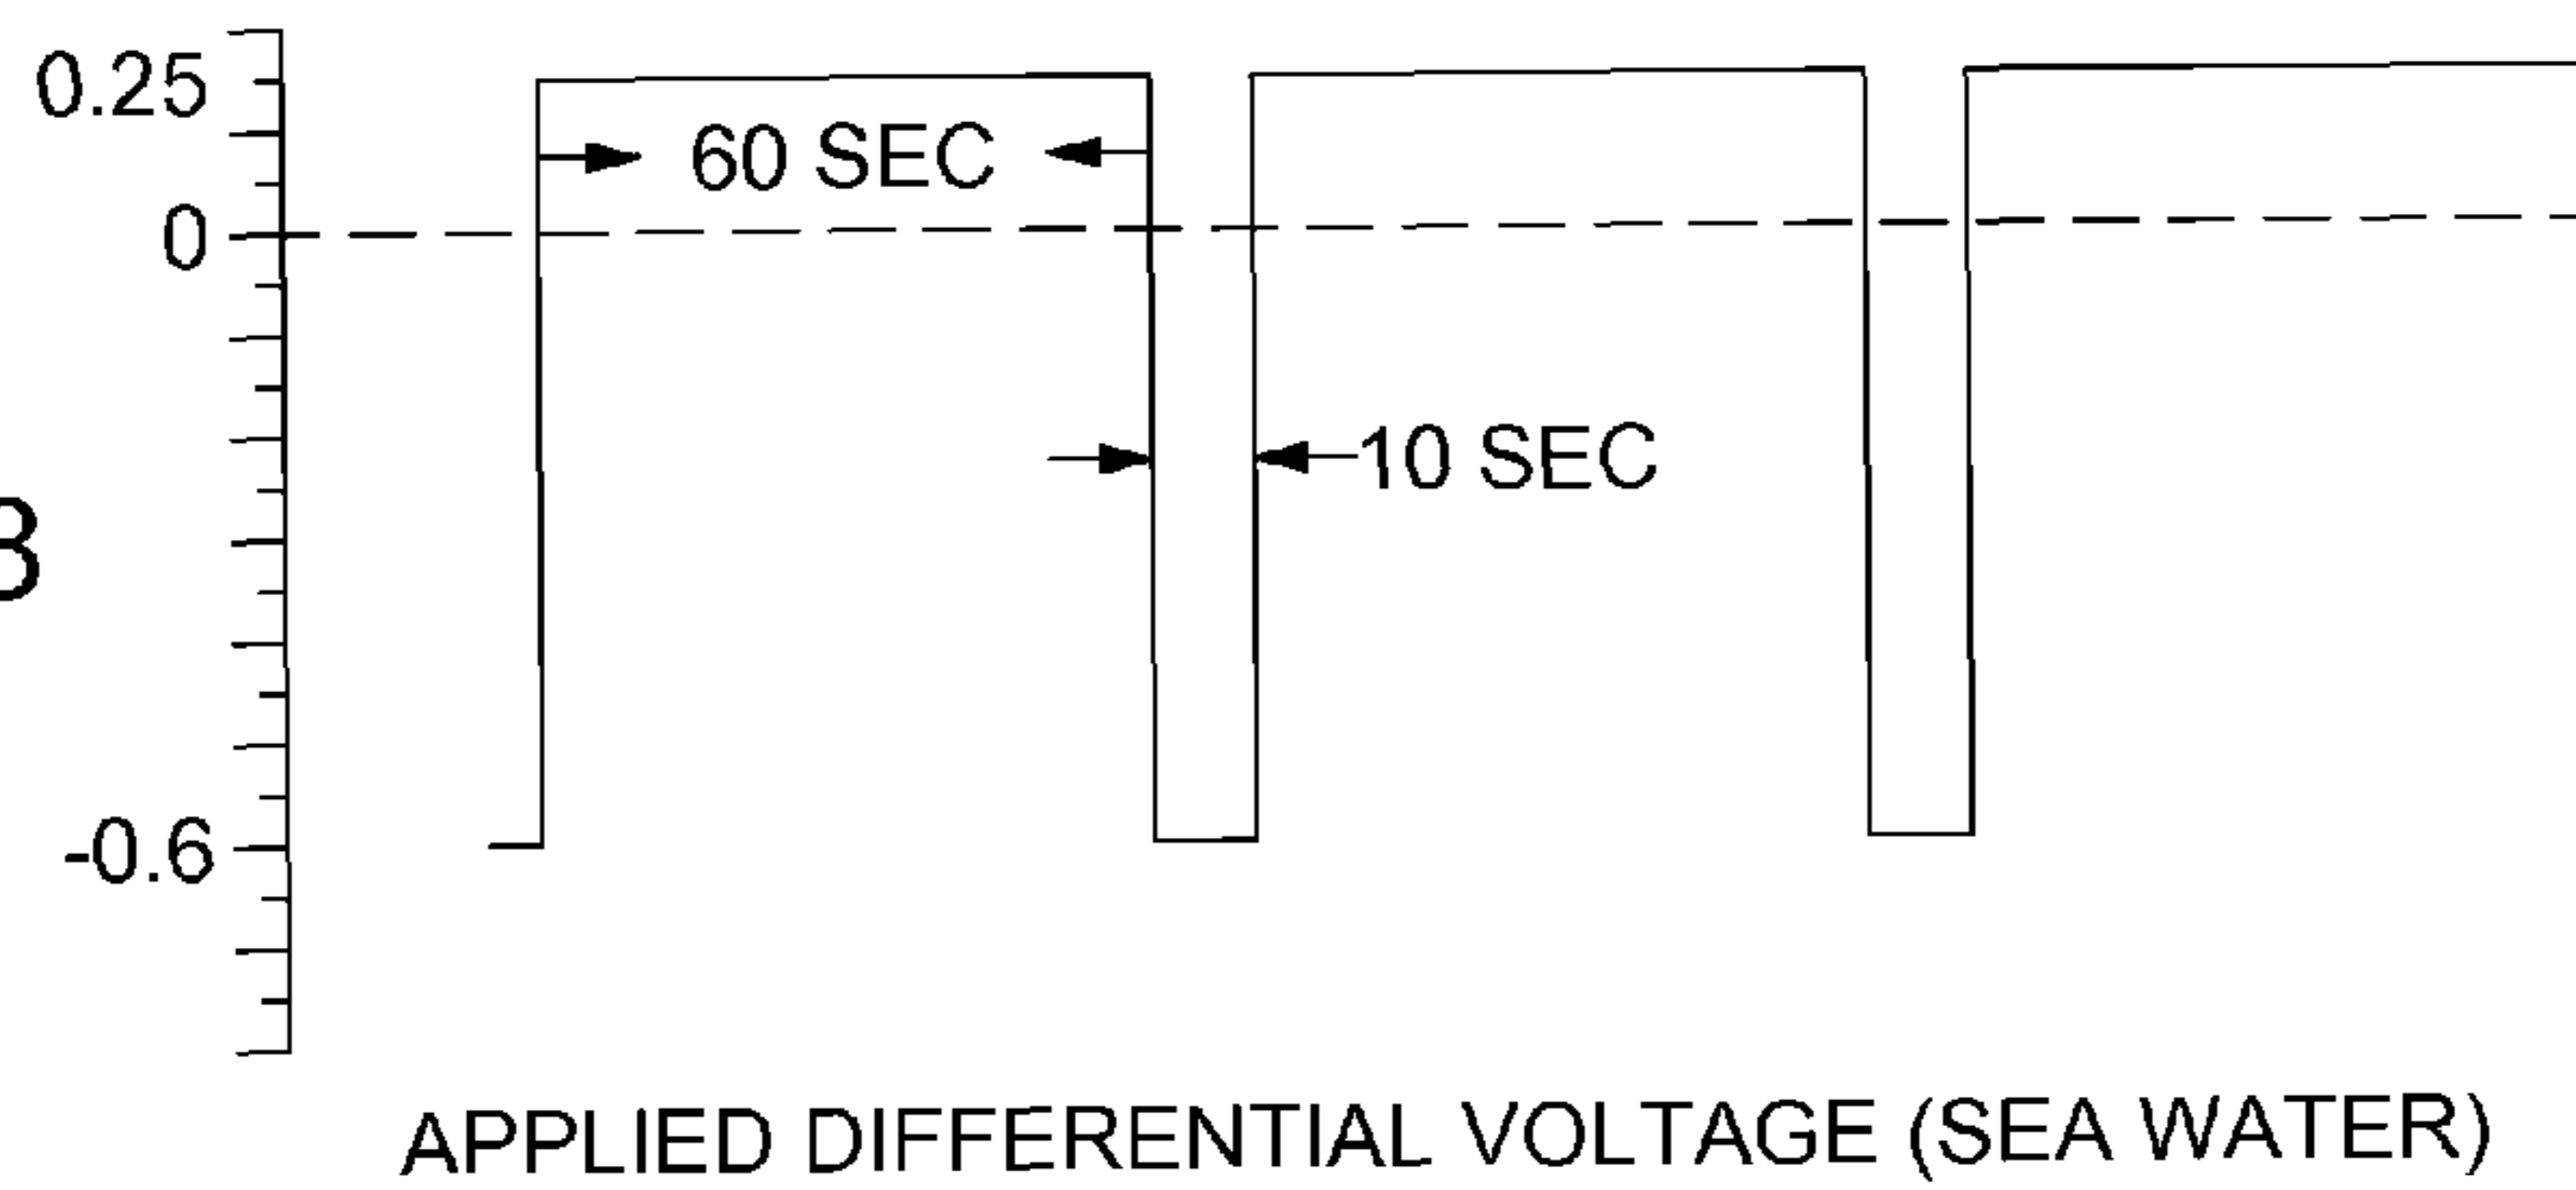 0.25
60 SEC
0
10 SEC
-0.6
APPLIED DIFFERENTIAL VOLTAGE (SEA WATER)